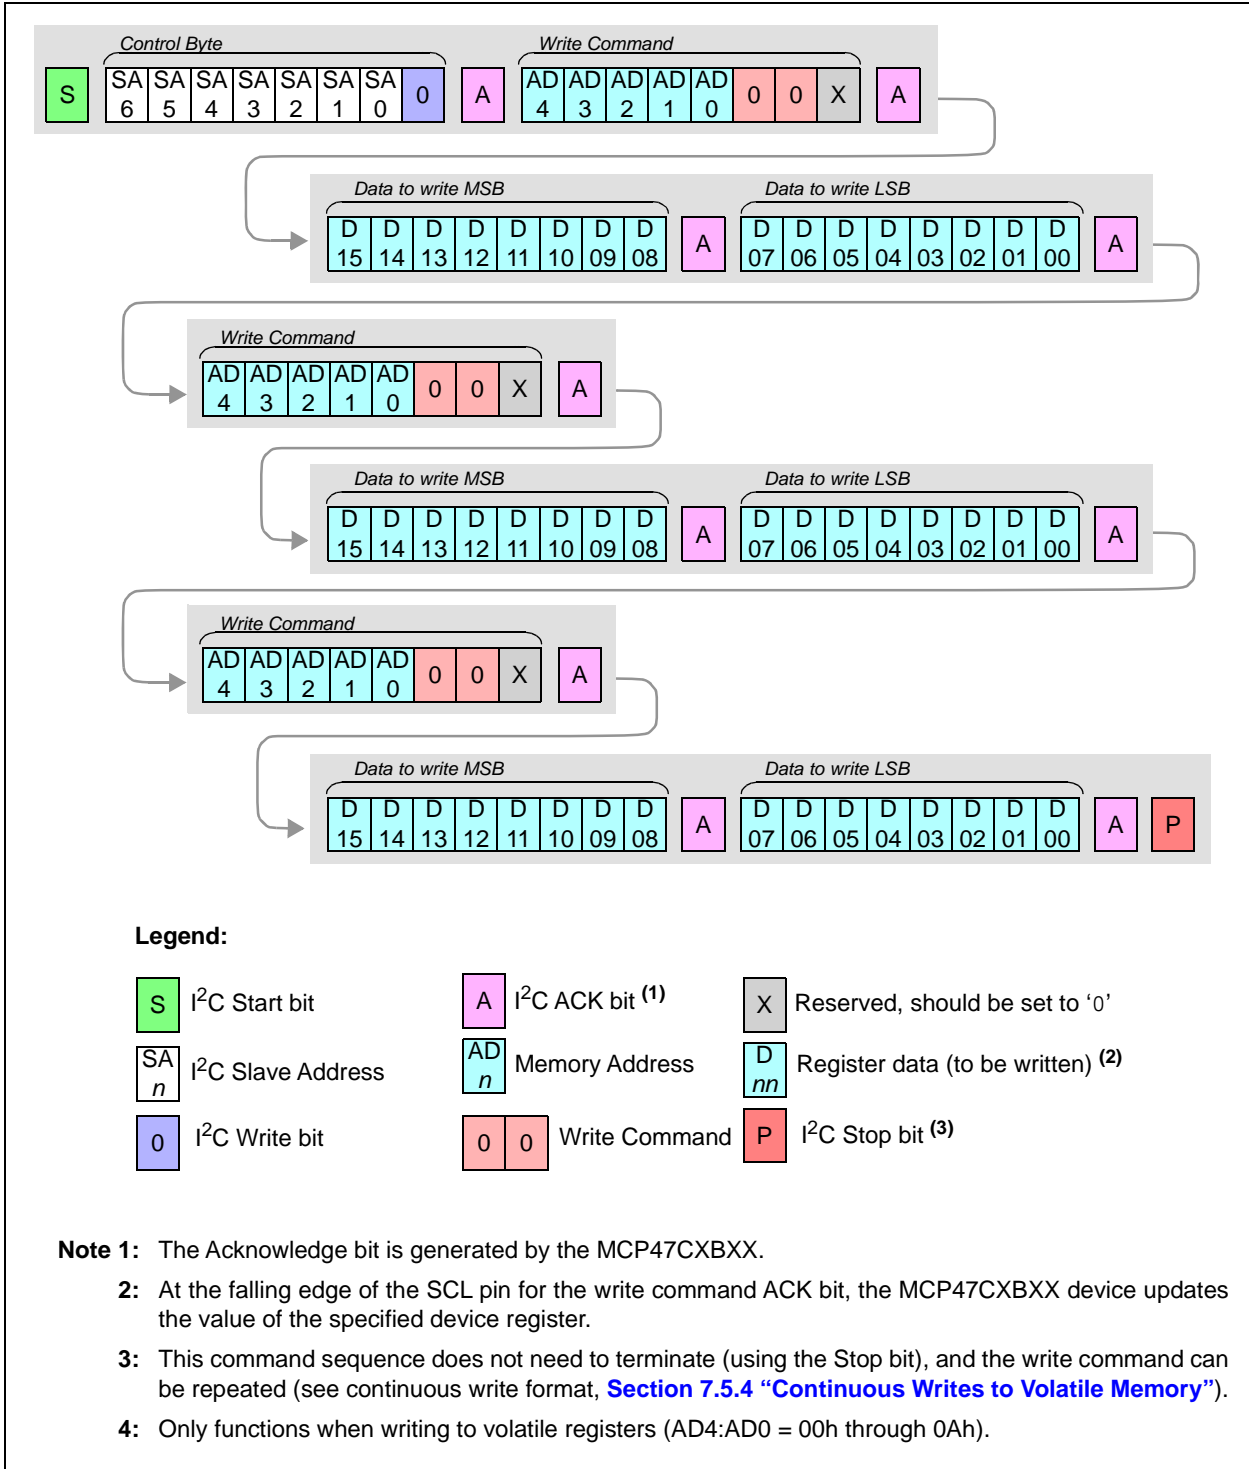 Control Byte Write Command
S SA 6 SA 5 SA 4 SA 3 SA 2 SA 1 SA 0 0 A AD 4 AD 3 AD 2 AD 1 AD 0 0 0 X A
Data to write MSB Data to write LSB
D 15 D 14 D 13 D 12 D 11 D 10 D 09 D 08 A D 07 D 06 D 05 D 04 D 03 D 02 D 01 D 00 A
Write Command
AD 4 AD 3 AD 2 AD 1 AD 0 0 0 X A
Data to write MSB Data to write LSB
D 15 D 14 D 13 D 12 D 11 D 10 D 09 D 08 A D 07 D 06 D 05 D 04 D 03 D 02 D 01 D 00 A
Write Command
AD 4 AD 3 AD 2 AD 1 AD 0 0 0 X A
Data to write MSB Data to write LSB
D 15 D 14 D 13 D 12 D 11 D 10 D 09 D 08 A D 07 D 06 D 05 D 04 D 03 D 02 D 01 D 00 A P
Legend:
S I²C Start bit A I²C ACK bit (1) X Reserved, should be set to ‘0’
SA n I²C Slave Address AD n Memory Address D nn Register data (to be written) (2)
0 I²C Write bit 0 0 Write Command P I²C Stop bit (3)
Note 1: The Acknowledge bit is generated by the MCP47CXBXX.
2: At the falling edge of the SCL pin for the write command ACK bit, the MCP47CXBXX device updates
the value of the specified device register.
3: This command sequence does not need to terminate (using the Stop bit), and the write command can
be repeated (see continuous write format, Section 7.5.4 “Continuous Writes to Volatile Memory”).
4: Only functions when writing to volatile registers (AD4:AD0 = 00h through 0Ah).